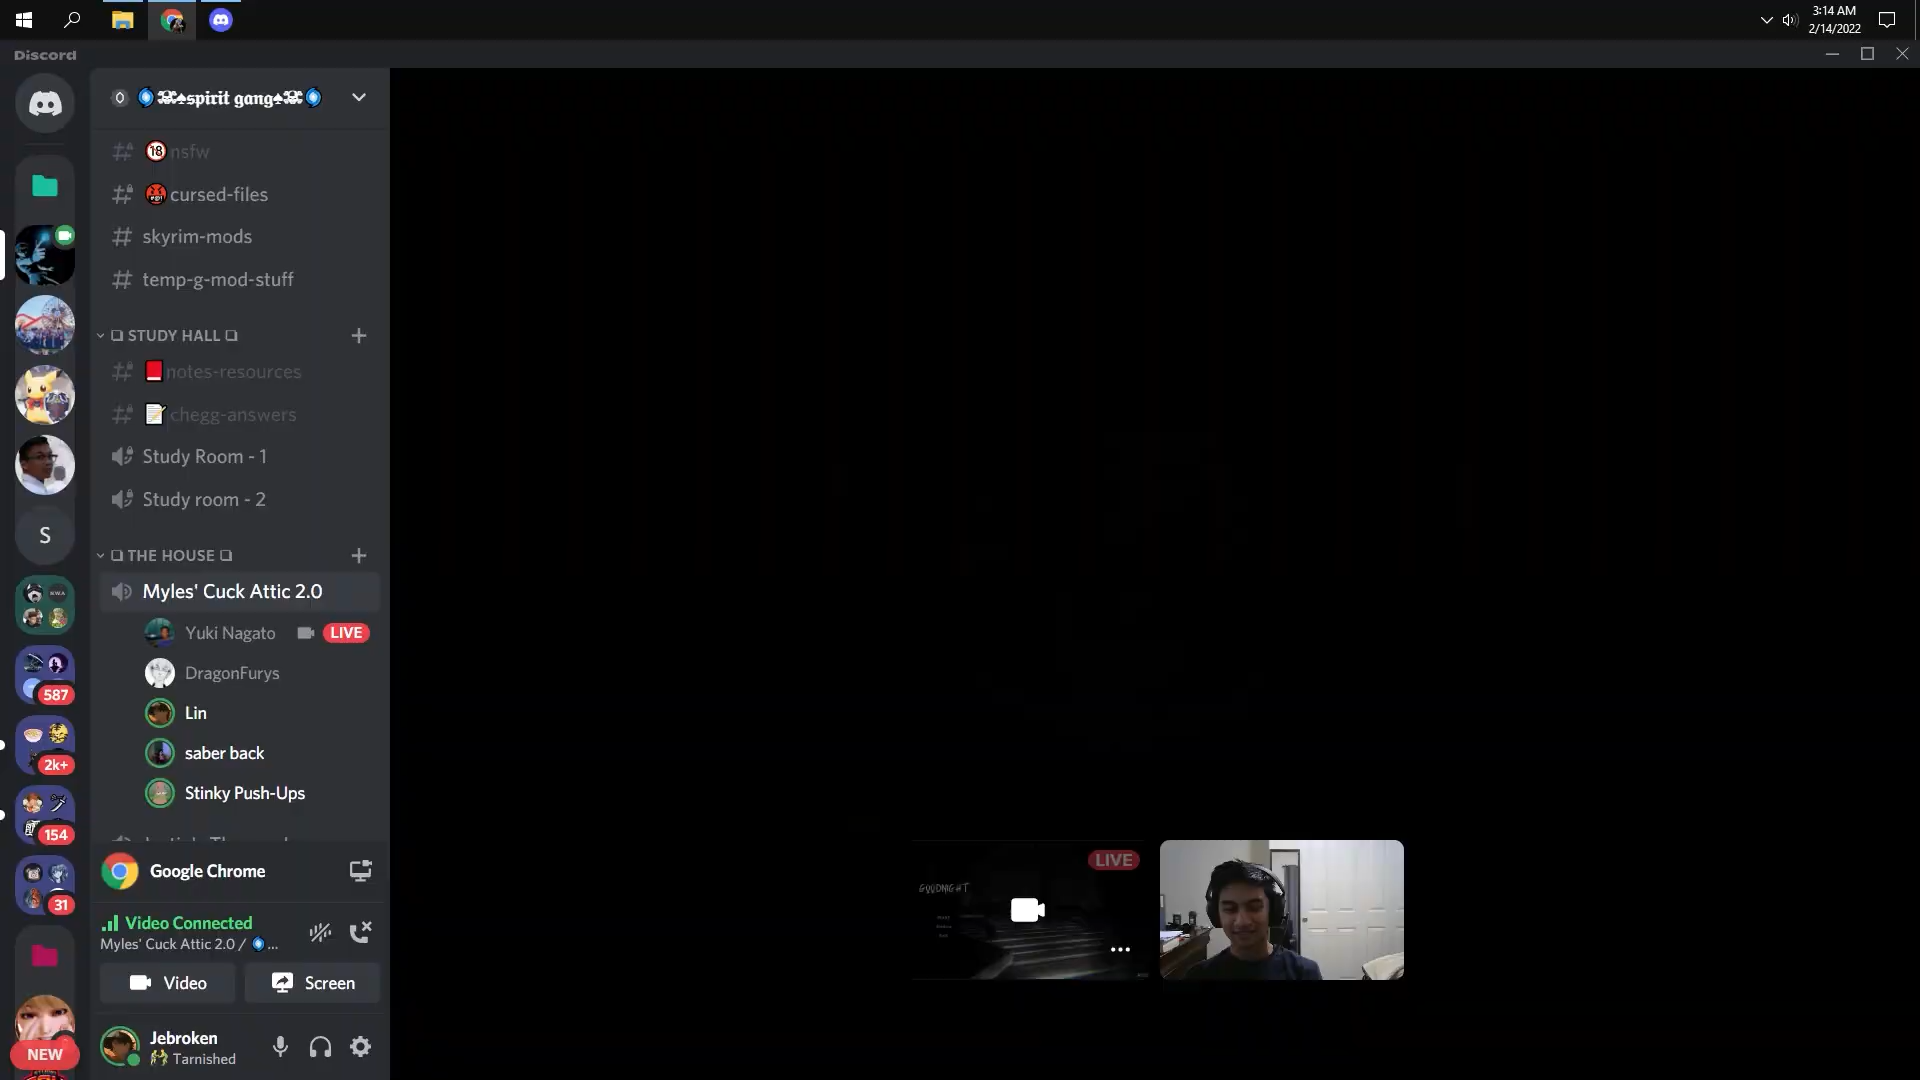 3:14 AM
2/14/2022
Discord
♠spirit gang♠
18 nsfw
cursed-files
skyrim-mods
temp-g-mod-stuff
STUDY HALL
notes-resources
chegg-answers
Study Room - 1
Study room - 2
S
THE HOUSE
Myles' Cuck Attic 2.0
Yuki Nagato LIVE
DragonFurys
587
Lin
saber back
2k+
Stinky Push-Ups
154
LIVE
Google Chrome
GOODNIGHT
31
Video Connected
Myles' Cuck Attic 2.0 / ...
Video Screen
Jebroken
NEW
Tarnished